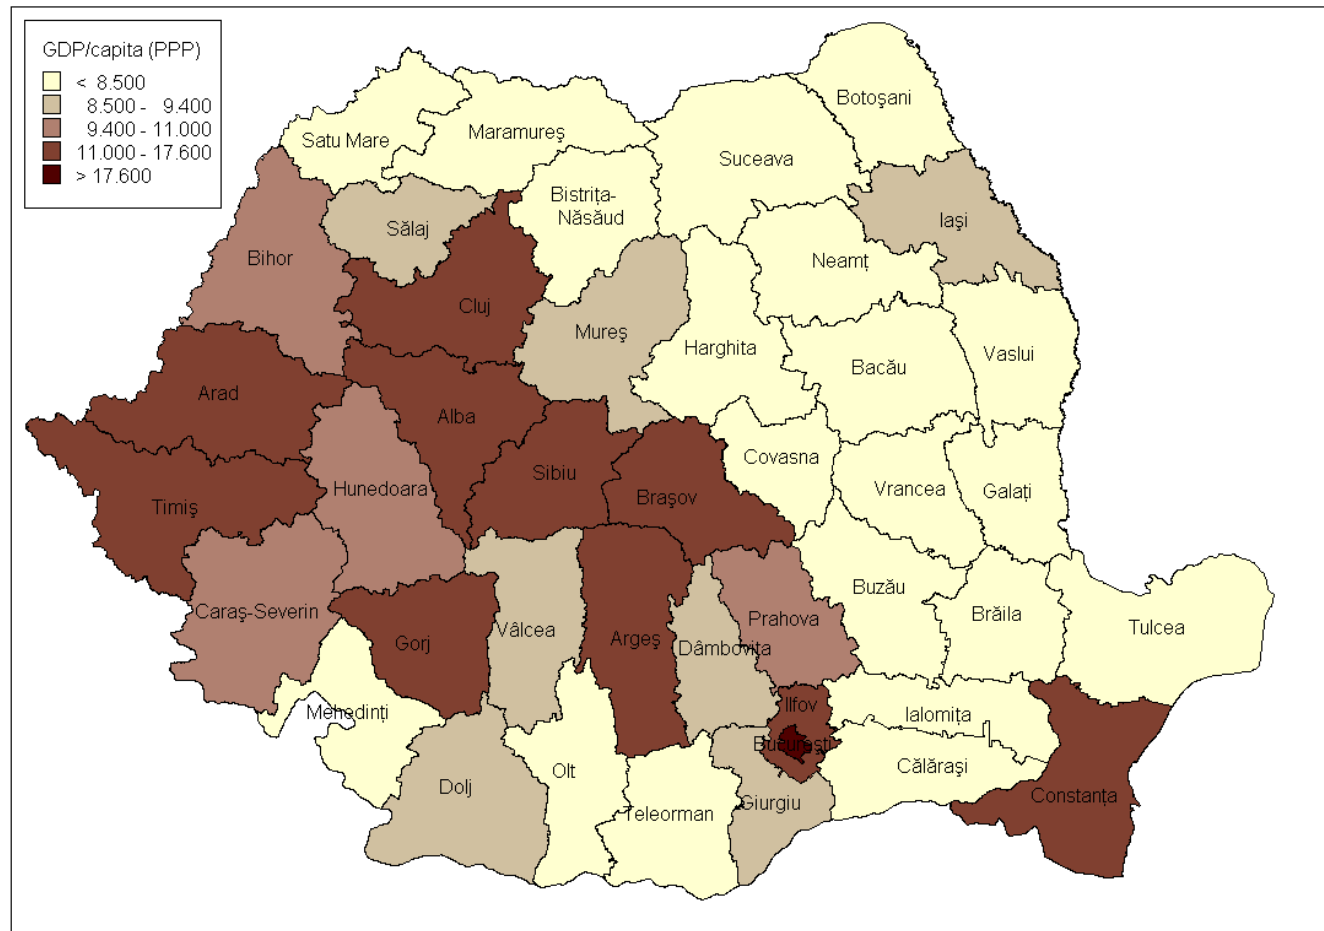 GDP/capita (PPP)
< 8.500
8.500 - 9.400
9.400 - 11.000
11.000 - 17.600
> 17.600
Botoşani
Satu Mare
Maramureş
Suceava
Bistriţa-
Năsăud
Iaşi
Sălaj
Bihor
Neamţ
Cluj
Mureş
Harghita
Bacău
Vaslui
Arad
Alba
Covasna
Sibiu
Braşov
Hunedoara
Vrancea
Galaţi
Timiş
Buzău
Brăila
Caraş-Severin
Prahova
Tulcea
Vâlcea
Gorj
Argeş
Dâmboviţa
Ilfov
Mehedinţi
Ialomiţa
Bucureşti
Călăraşi
Olt
Dolj
Constanţa
Giurgiu
Teleorman